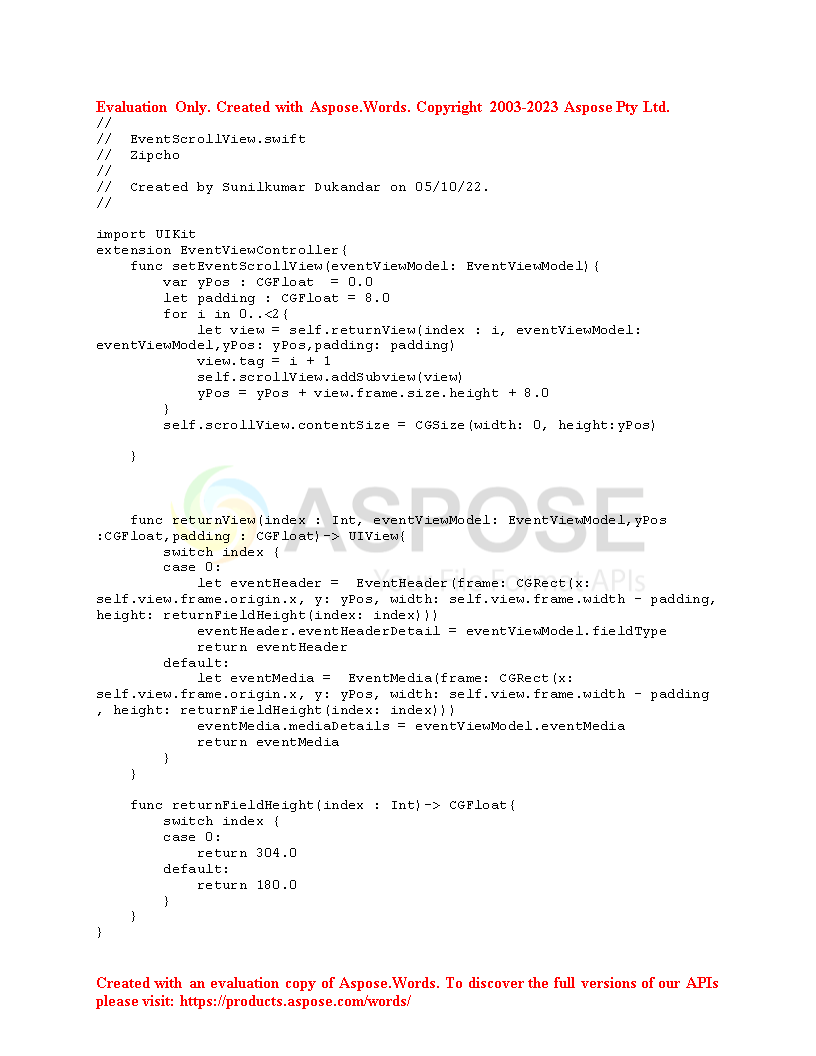 Evaluation Only. Created with Aspose.Words. Copyright 2003-2023 Aspose Pty Ltd.
//
//  EventScrollView.swift
//  Zipcho
//
//  Created by Sunilkumar Dukandar on 05/10/22.
//
import UIKit
extension EventViewController{
    func setEventScrollView(eventViewModel: EventViewModel){
        var yPos : CGFloat  = 0.0
        let padding : CGFloat = 8.0
        for i in 0..<2{
            let view = self.returnView(index : i, eventViewModel:
eventViewModel,yPos: yPos,padding: padding)
            view.tag = i + 1
            self.scrollView.addSubview(view)
            yPos = yPos + view.frame.size.height + 8.0
        }
        self.scrollView.contentSize = CGSize(width: 0, height:yPos)
    }
ASPOSE
    func returnView(index : Int, eventViewModel: EventViewModel,yPos
:CGFloat,padding : CGFloat)-> UIView{
        switch index {
        case 0:
Your File Format APIs
            let eventHeader =  EventHeader(frame: CGRect(x:
self.view.frame.origin.x, y: yPos, width: self.view.frame.width - padding,
height: returnFieldHeight(index: index)))
            eventHeader.eventHeaderDetail = eventViewModel.fieldType
            return eventHeader
        default:
            let eventMedia =  EventMedia(frame: CGRect(x:
self.view.frame.origin.x, y: yPos, width: self.view.frame.width - padding
, height: returnFieldHeight(index: index)))
            eventMedia.mediaDetails = eventViewModel.eventMedia
            return eventMedia
        }
    }
    func returnFieldHeight(index : Int)-> CGFloat{
        switch index {
        case 0:
            return 304.0
        default:
            return 180.0
        }
    }
}
Created with an evaluation copy of Aspose.Words. To discover the full versions of our APIs
please visit: https://products.aspose.com/words/